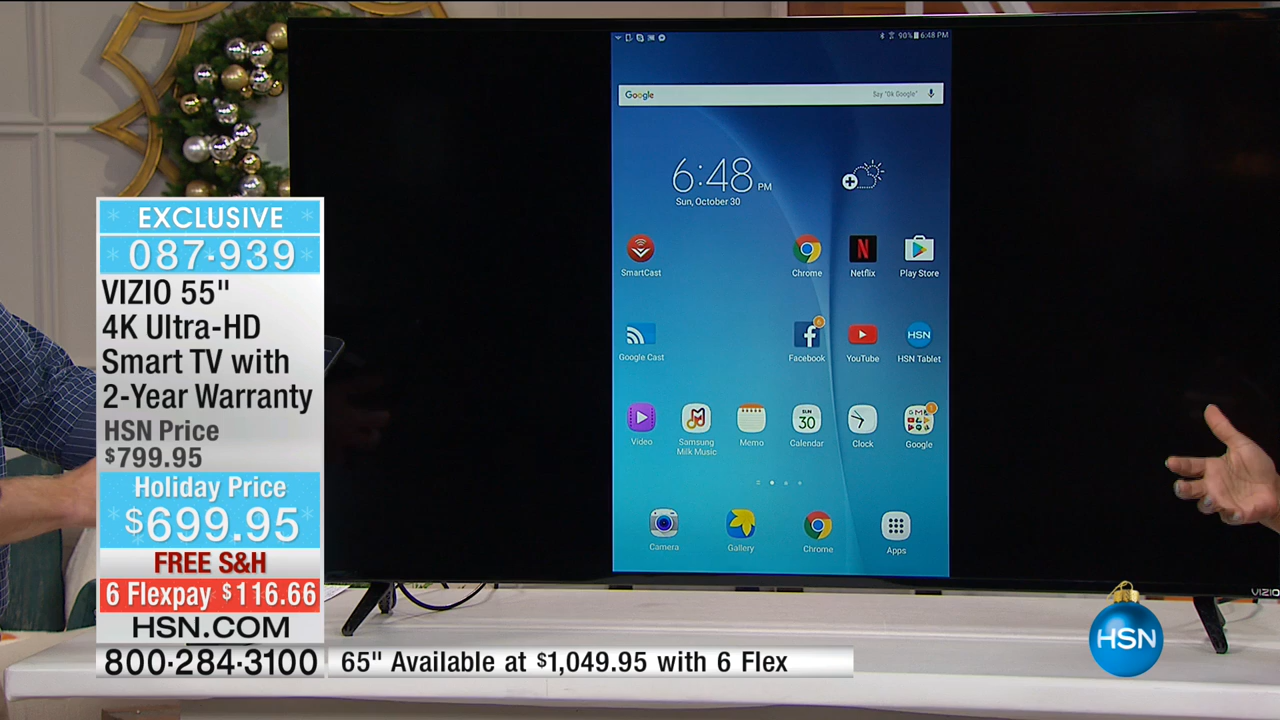 EXCLUSIVE
087·939
VIZIO 55"
4K Ultra-HD
Smart TV with
2-Year Warranty
HSN Price
$799.95
Holiday Price
$699.95
FREE S&H
6 Flexpay $116.66
HSN.COM
800·284·3100
65" Available at $1,049.95 with 6 Flex
90% 6:48 PM
Google
Say "Ok Google"
6:48 PM
Sun, October 30
SmartCast
Chrome
N
Netflix
Play Store
Google Cast
6
f
Facebook
YouTube
HSN
HSN Tablet
Video
Samsung
Milk Music
Memo
SUN
30
Calendar
Clock
1
Google
Camera
Gallery
Chrome
Apps
VIZIO
HSN